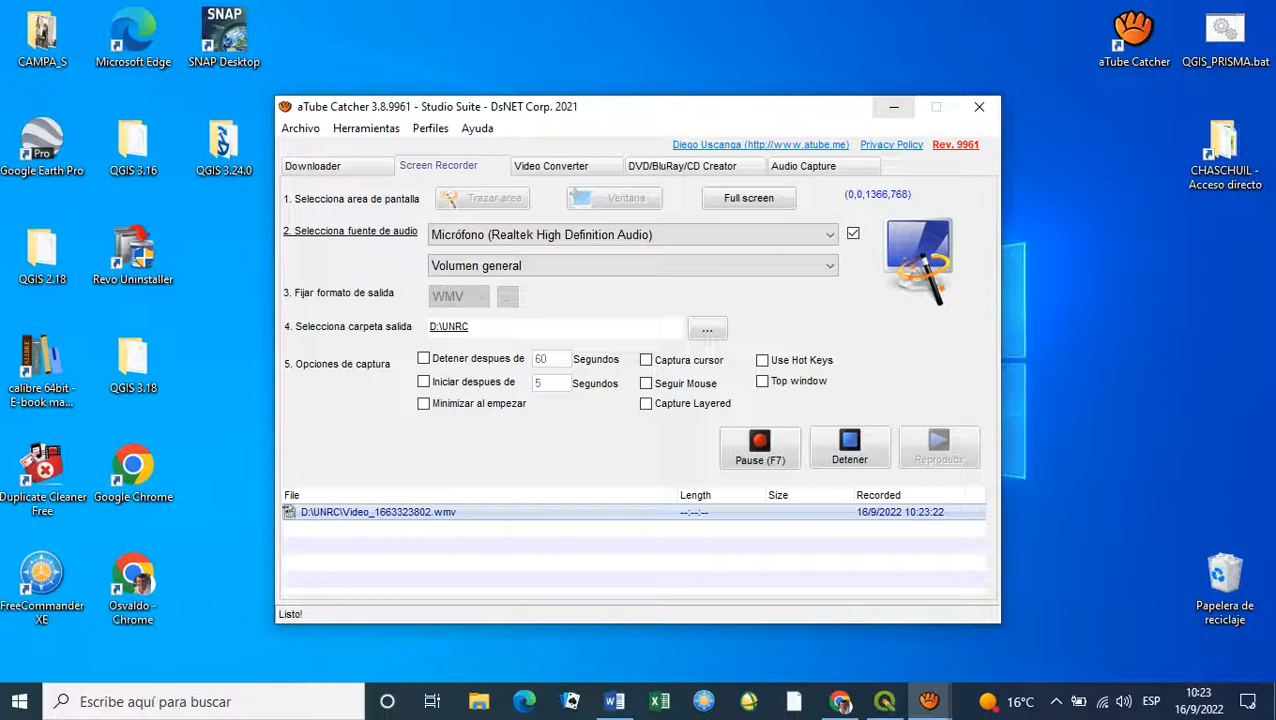 CAMPA_S
Microsoft Edge
SNAP
SNAP Desktop
aTube Catcher
QGIS_PRISMA.bat
Pro
Google Earth Pro
QGIS 3.16
QGIS 3.24.0
CHASCHUIL -
Acceso directo
QGIS 2.18
Revo Uninstaller
calibre 64bit -
E-book ma...
QGIS 3.18
Duplicate Cleaner
Free
Google Chrome
FreeCommander
XE
Osvaldo -
Chrome
Papelera de
reciclaje
aTube Catcher 3.8.9961 - Studio Suite - DsNET Corp. 2021
Archivo Herramientas Perfiles Ayuda
Diego Uscanga (http://www.atube.me) Privacy Policy Rev. 9961
Downloader Screen Recorder Video Converter DVD/BluRay/CD Creator Audio Capture
1. Selecciona area de pantalla Trazar area Ventana Full screen (0,0,1366,768)
2. Selecciona fuente de audio Micrófono (Realtek High Definition Audio)
Volumen general
3. Fijar formato de salida WMV ...
4. Selecciona carpeta salida D:\UNRC ...
5. Opciones de captura Detener despues de 60 Segundos Captura cursor Use Hot Keys
Iniciar despues de 5 Segundos Seguir Mouse Top window
Minimizar al empezar Capture Layered
Pause (F7) Detener Reproducir
File Length Size Recorded
D:\UNRC\Video_1663323802.wmv --:--:-- 16/9/2022 10:23:22
Listo!
Escribe aquí para buscar
16°C ESP 10:23
16/9/2022